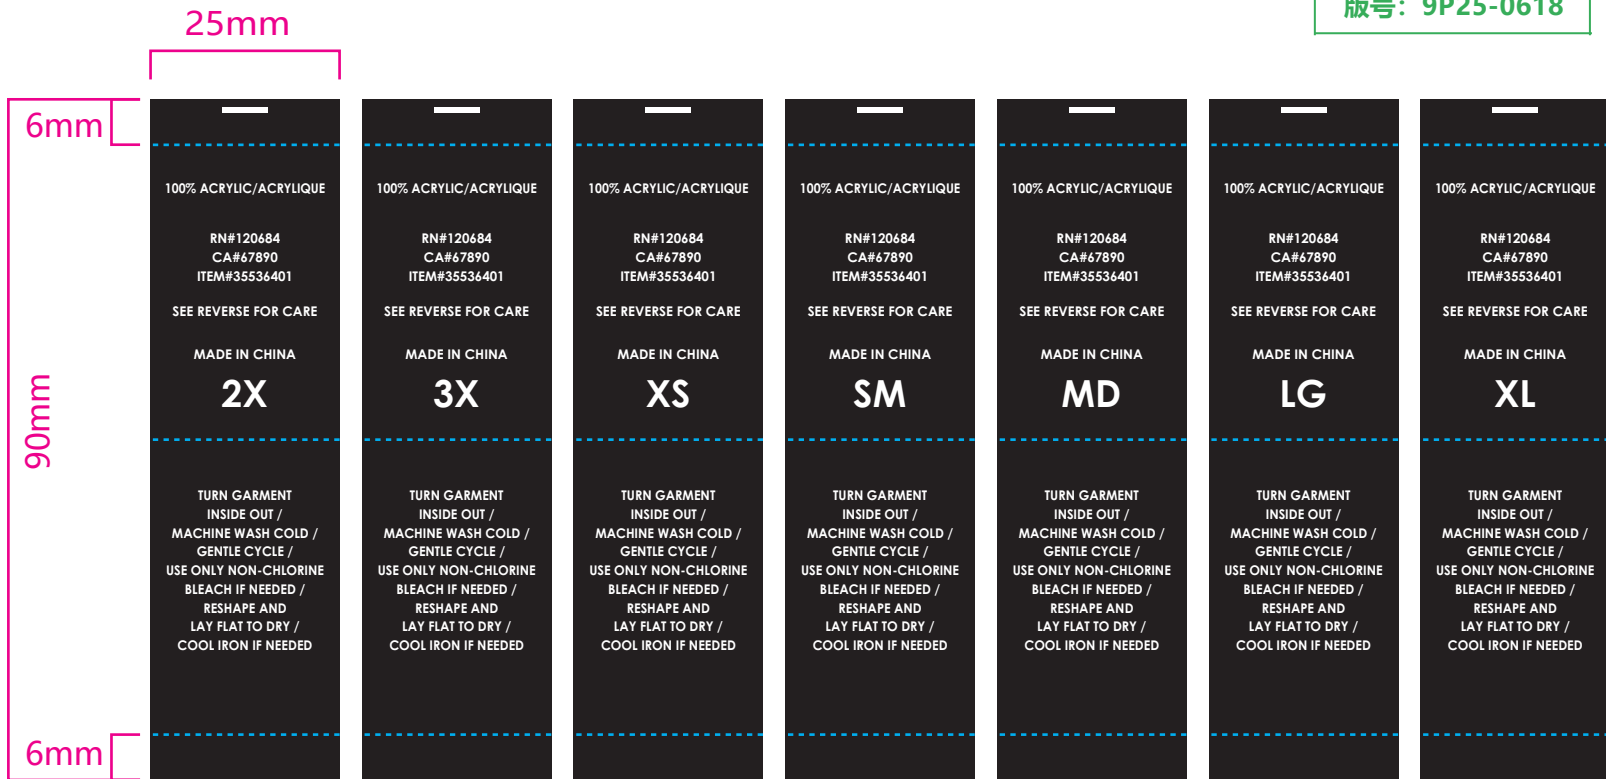 版号：9P25-0618
25mm
6mm
90mm
6mm
100% ACRYLIC/ACRYLIQUE
RN#120684
CA#67890
ITEM#35536401
SEE REVERSE FOR CARE
MADE IN CHINA
2X
TURN GARMENT
INSIDE OUT /
MACHINE WASH COLD /
GENTLE CYCLE /
USE ONLY NON-CHLORINE
BLEACH IF NEEDED /
RESHAPE AND
LAY FLAT TO DRY /
COOL IRON IF NEEDED
100% ACRYLIC/ACRYLIQUE
RN#120684
CA#67890
ITEM#35536401
SEE REVERSE FOR CARE
MADE IN CHINA
3X
TURN GARMENT
INSIDE OUT /
MACHINE WASH COLD /
GENTLE CYCLE /
USE ONLY NON-CHLORINE
BLEACH IF NEEDED /
RESHAPE AND
LAY FLAT TO DRY /
COOL IRON IF NEEDED
100% ACRYLIC/ACRYLIQUE
RN#120684
CA#67890
ITEM#35536401
SEE REVERSE FOR CARE
MADE IN CHINA
XS
TURN GARMENT
INSIDE OUT /
MACHINE WASH COLD /
GENTLE CYCLE /
USE ONLY NON-CHLORINE
BLEACH IF NEEDED /
RESHAPE AND
LAY FLAT TO DRY /
COOL IRON IF NEEDED
100% ACRYLIC/ACRYLIQUE
RN#120684
CA#67890
ITEM#35536401
SEE REVERSE FOR CARE
MADE IN CHINA
SM
TURN GARMENT
INSIDE OUT /
MACHINE WASH COLD /
GENTLE CYCLE /
USE ONLY NON-CHLORINE
BLEACH IF NEEDED /
RESHAPE AND
LAY FLAT TO DRY /
COOL IRON IF NEEDED
100% ACRYLIC/ACRYLIQUE
RN#120684
CA#67890
ITEM#35536401
SEE REVERSE FOR CARE
MADE IN CHINA
MD
TURN GARMENT
INSIDE OUT /
MACHINE WASH COLD /
GENTLE CYCLE /
USE ONLY NON-CHLORINE
BLEACH IF NEEDED /
RESHAPE AND
LAY FLAT TO DRY /
COOL IRON IF NEEDED
100% ACRYLIC/ACRYLIQUE
RN#120684
CA#67890
ITEM#35536401
SEE REVERSE FOR CARE
MADE IN CHINA
LG
TURN GARMENT
INSIDE OUT /
MACHINE WASH COLD /
GENTLE CYCLE /
USE ONLY NON-CHLORINE
BLEACH IF NEEDED /
RESHAPE AND
LAY FLAT TO DRY /
COOL IRON IF NEEDED
100% ACRYLIC/ACRYLIQUE
RN#120684
CA#67890
ITEM#35536401
SEE REVERSE FOR CARE
MADE IN CHINA
XL
TURN GARMENT
INSIDE OUT /
MACHINE WASH COLD /
GENTLE CYCLE /
USE ONLY NON-CHLORINE
BLEACH IF NEEDED /
RESHAPE AND
LAY FLAT TO DRY /
COOL IRON IF NEEDED